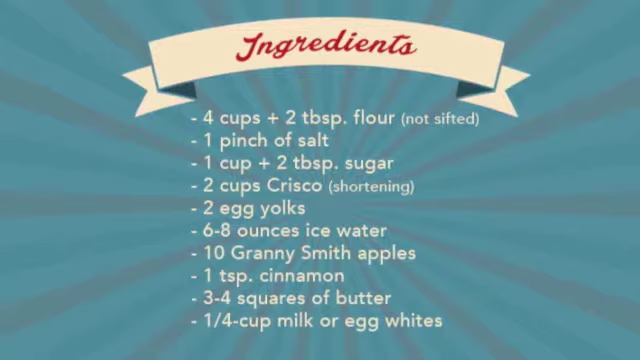 Ingredients
- 4 cups + 2 tbsp. flour (not sifted)
- 1 pinch of salt
- 1 cup + 2 tbsp. sugar
- 2 cups Crisco (shortening)
- 2 egg yolks
- 6-8 ounces ice water
- 10 Granny Smith apples
- 1 tsp. cinnamon
- 3-4 squares of butter
- 1/4-cup milk or egg whites